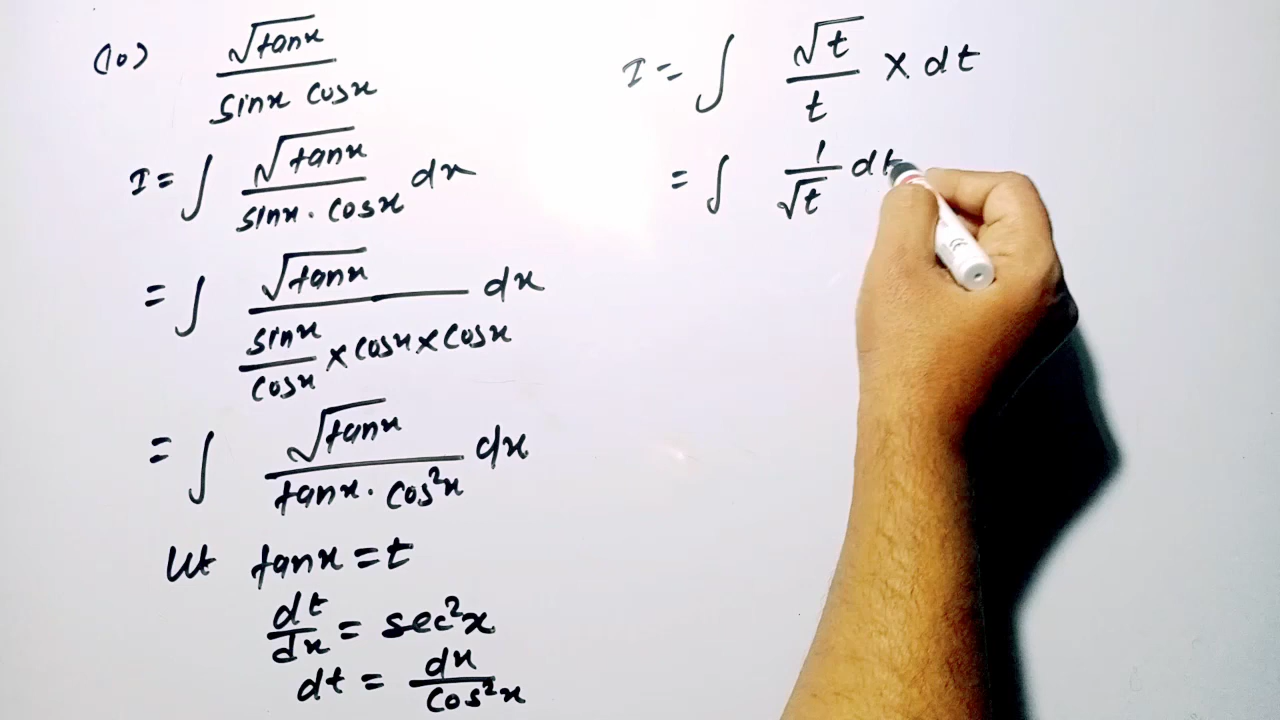 (10) √tanx / sinx cosx
I = ∫ √tanx / sinx . cosx dx
= ∫ √tanx / (sinx / cosx × cosx × cosx) dx
= ∫ √tanx / tanx . cos²x dx
Let tanx = t
dt / dx = sec²x
dt = dx / cos²x
I = ∫ √t / t × dt
= ∫ 1 / √t dt